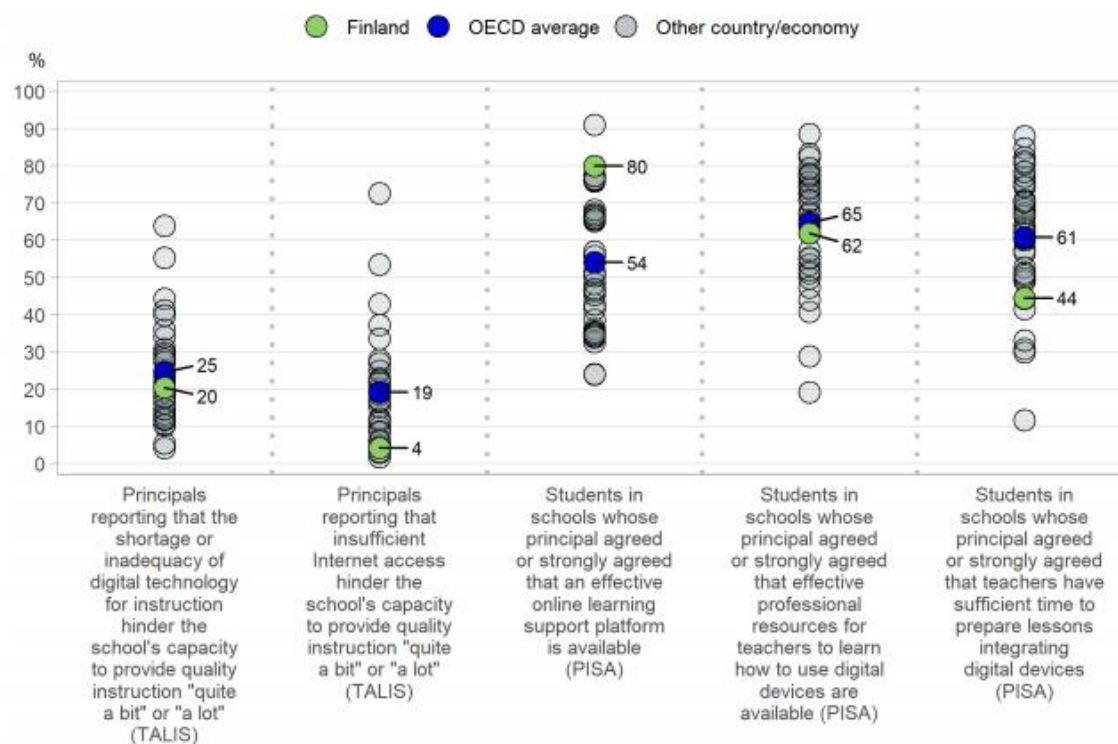 Finland OECD average Other country/economy
%
100
90
80
70
60
50
40
30
20
10
0
25
20
19
4
80
54
65
62
61
44
Principals
reporting that the
shortage or
inadequacy of
digital technology
for instruction
hinder the
school's capacity
to provide quality
instruction "quite
a bit" or "a lot"
(TALIS)
Principals
reporting that
insufficient
Internet access
hinder the
school's capacity
to provide quality
instruction "quite
a bit" or "a lot"
(TALIS)
Students in
schools whose
principal agreed
or strongly agreed
that an effective
online learning
support platform
is available
(PISA)
Students in
schools whose
principal agreed
or strongly agreed
that effective
professional
resources for
teachers to learn
how to use digital
devices are
available (PISA)
Students in
schools whose
principal agreed
or strongly agreed
that teachers have
sufficient time to
prepare lessons
integrating
digital devices
(PISA)